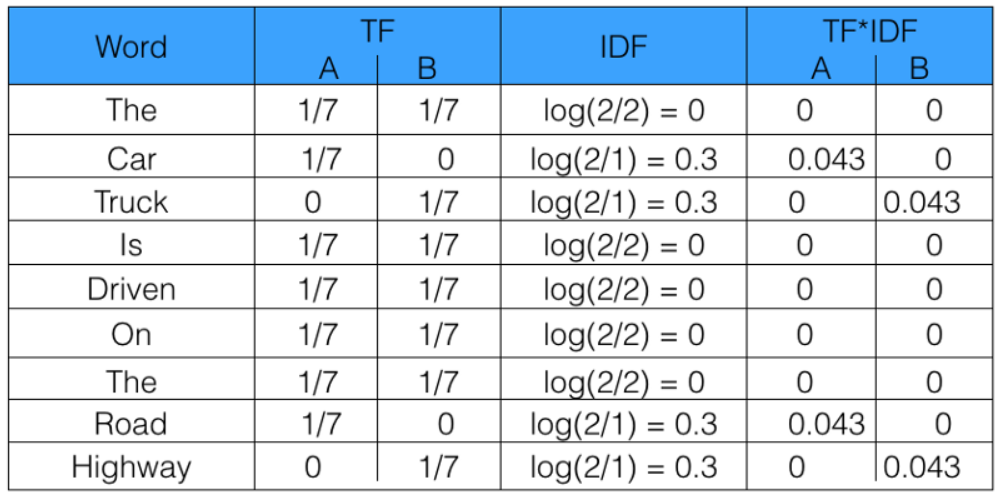 Word TF IDF TF*IDF
A B A B
The 1/7 1/7 log(2/2) = 0 0 0
Car 1/7 0 log(2/1) = 0.3 0.043 0
Truck 0 1/7 log(2/1) = 0.3 0 0.043
Is 1/7 1/7 log(2/2) = 0 0 0
Driven 1/7 1/7 log(2/2) = 0 0 0
On 1/7 1/7 log(2/2) = 0 0 0
The 1/7 1/7 log(2/2) = 0 0 0
Road 1/7 0 log(2/1) = 0.3 0.043 0
Highway 0 1/7 log(2/1) = 0.3 0 0.043